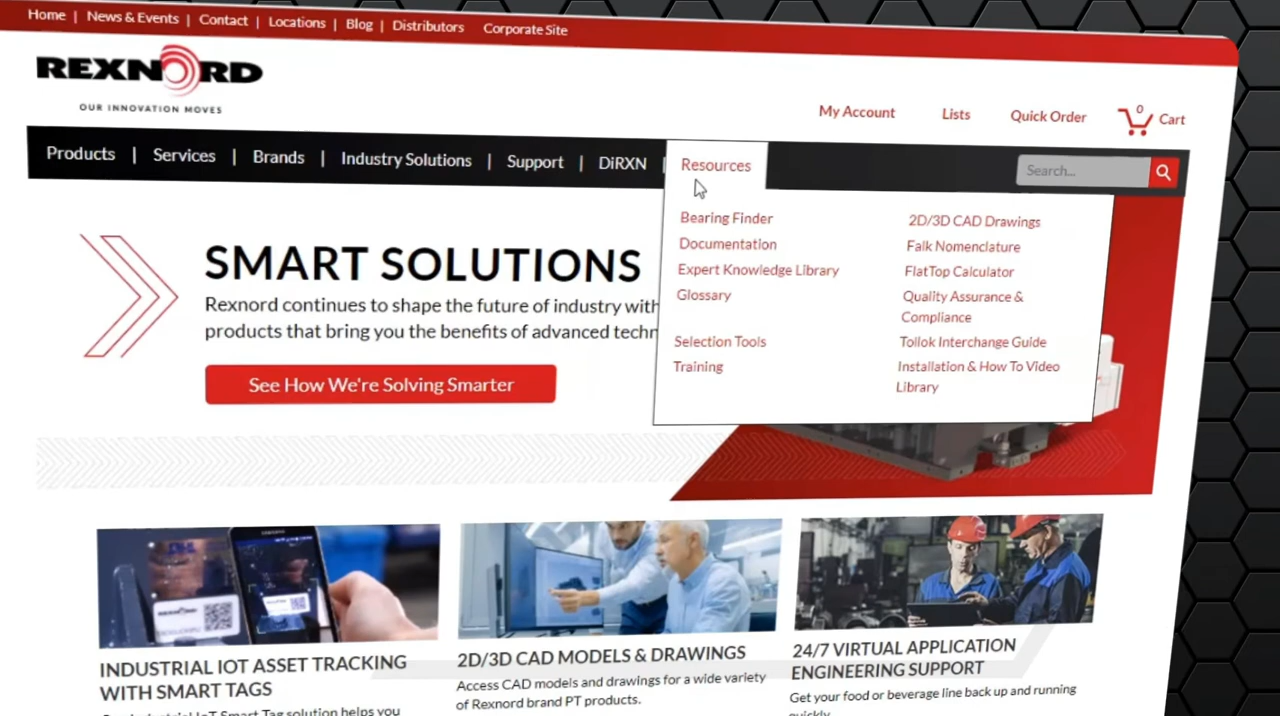 Home | News & Events | Contact | Locations | Blog | Distributors Corporate Site
REXNORD
OUR INNOVATION MOVES
My Account Lists Quick Order 0 Cart
Products | Services | Brands | Industry Solutions | Support | DiRXN | Resources Search...
Bearing Finder
Documentation
Expert Knowledge Library
Glossary
Selection Tools
Training
2D/3D CAD Drawings
Falk Nomenclature
FlatTop Calculator
Quality Assurance &
Compliance
Tollok Interchange Guide
Installation & How To Video
Library
SMART SOLUTIONS
Rexnord continues to shape the future of industry with
products that bring you the benefits of advanced techn
See How We're Solving Smarter
INDUSTRIAL IOT ASSET TRACKING
WITH SMART TAGS
IoT Smart Tag solution helps you
2D/3D CAD MODELS & DRAWINGS
Access CAD models and drawings for a wide variety
of Rexnord brand PT products.
24/7 VIRTUAL APPLICATION
ENGINEERING SUPPORT
Get your food or beverage line back up and running
quickly.